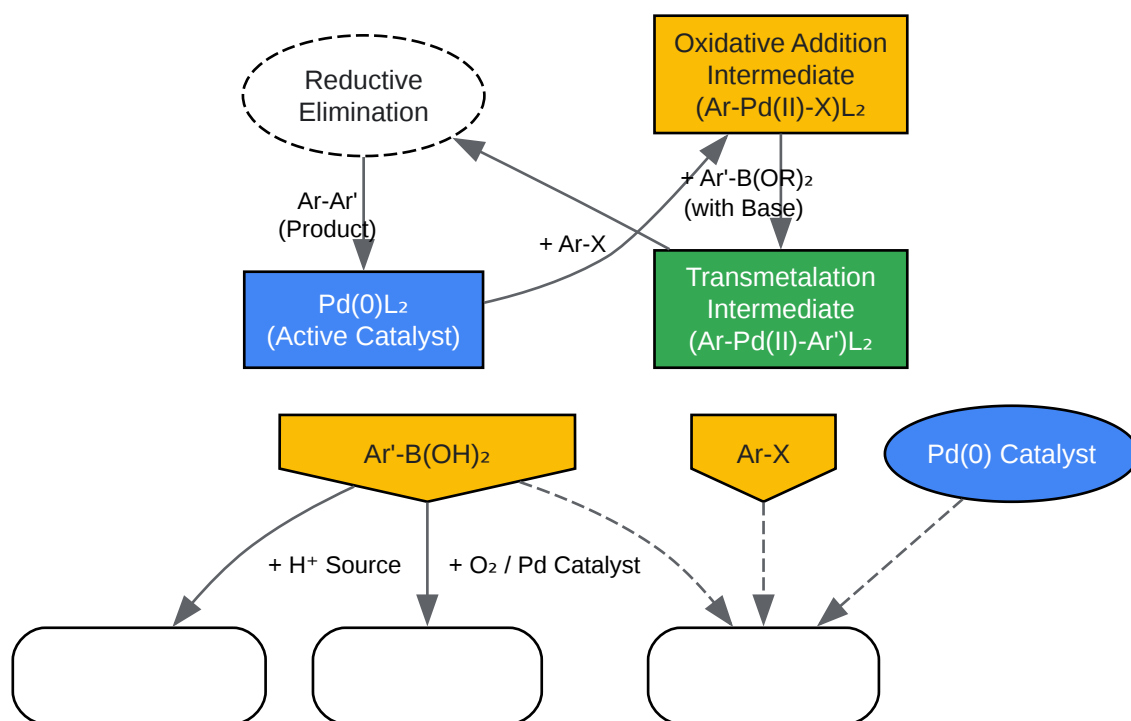 Reductive
Elimination
Oxidative Addition
Intermediate
(Ar-Pd(II)-X)L₂
Ar-Ar'
(Product)
+ Ar-X
+ Ar'-B(OR)₂
(with Base)
Pd(0)L₂
(Active Catalyst)
Transmetalation
Intermediate
(Ar-Pd(II)-Ar')L₂
Ar'-B(OH)₂
Ar-X
Pd(0) Catalyst
+ H⁺ Source
+ O₂ / Pd Catalyst